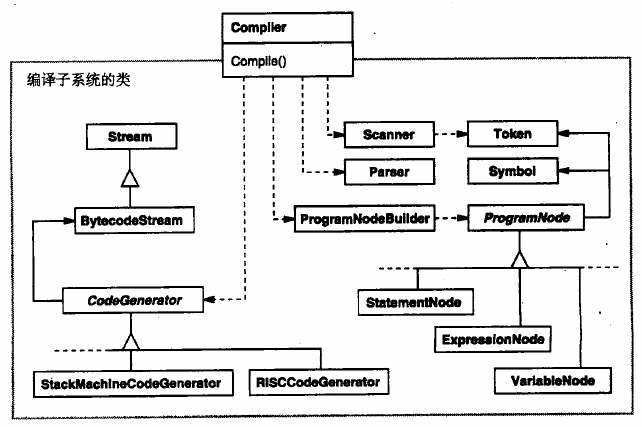 Compiler
Compile()
编译子系统的类
Stream
Scanner
Token
Parser
Symbol
BytecodeStream
ProgramNodeBuilder
ProgramNode
CodeGenerator
StatementNode
ExpressionNode
StackMachineCodeGenerator
RISCCodeGenerator
VariableNode